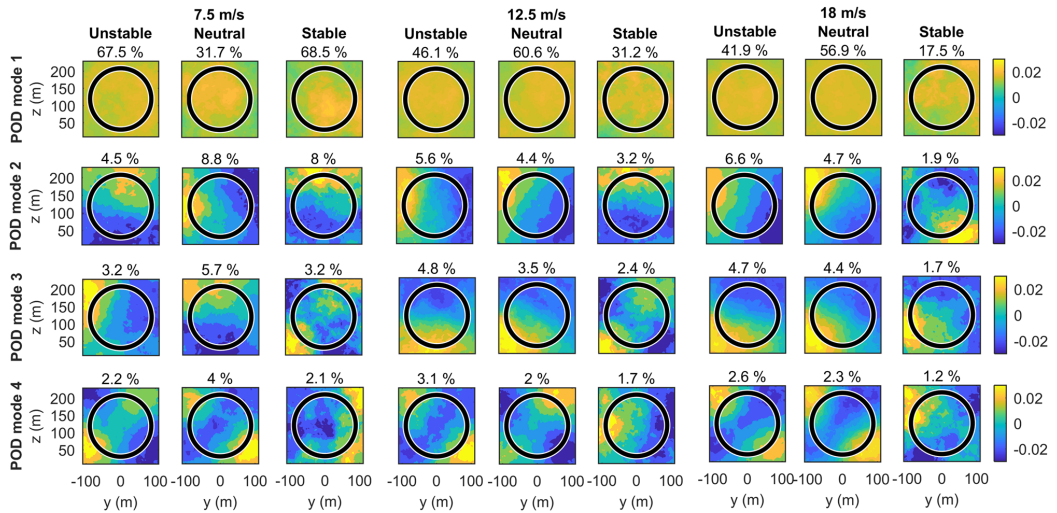 7.5 m/s 12.5 m/s 18 m/s
Unstable Neutral Stable Unstable Neutral Stable Unstable Neutral Stable
67.5 % 31.7 % 68.5 % 46.1 % 60.6 % 31.2 % 41.9 % 56.9 % 17.5 %
POD mode 1
z (m)
200
150
100
50
0.02
0
-0.02
4.5 % 8.8 % 8 % 5.6 % 4.4 % 3.2 % 6.6 % 4.7 % 1.9 %
POD mode 2
z (m)
200
150
100
50
0.02
0
-0.02
3.2 % 5.7 % 3.2 % 4.8 % 3.5 % 2.4 % 4.7 % 4.4 % 1.7 %
POD mode 3
z (m)
200
150
100
50
0.02
0
-0.02
2.2 % 4 % 2.1 % 3.1 % 2 % 1.7 % 2.6 % 2.3 % 1.2 %
POD mode 4
z (m)
200
150
100
50
0.02
0
-0.02
-100 0 100 -100 0 100 -100 0 100 -100 0 100 -100 0 100 -100 0 100 -100 0 100 -100 0 100 -100 0 100
y (m) y (m) y (m) y (m) y (m) y (m) y (m) y (m) y (m)